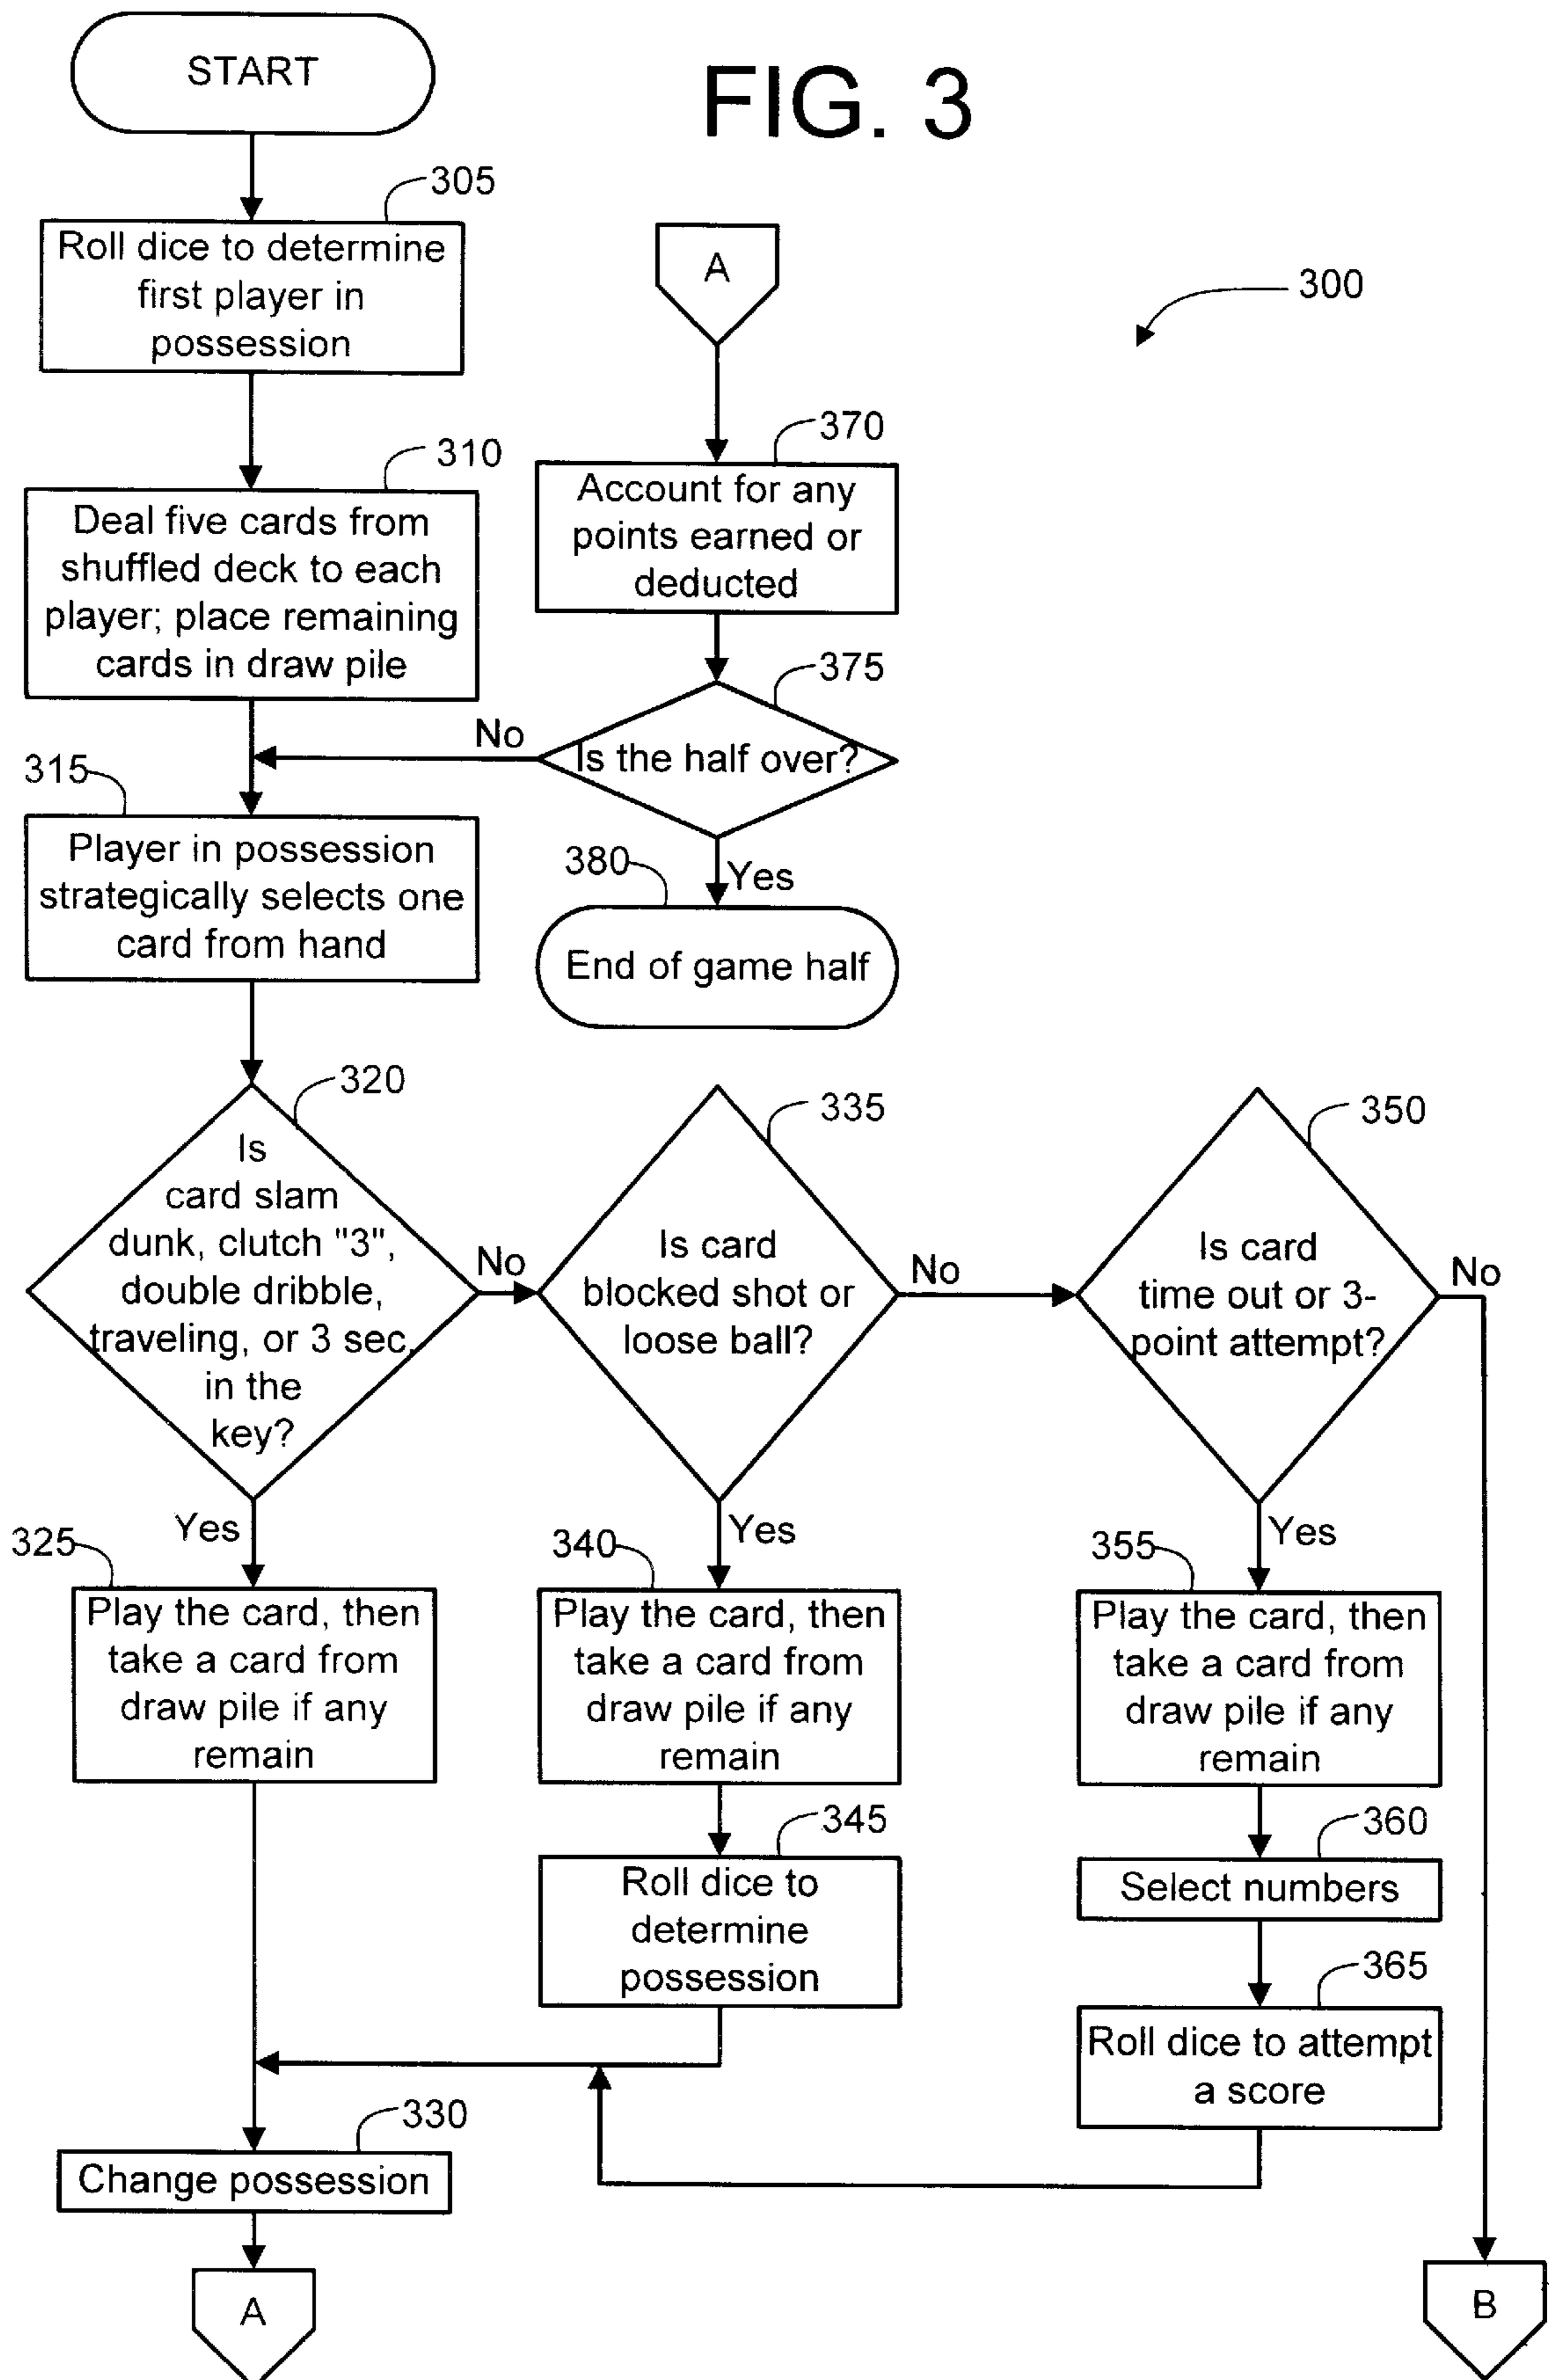 START
FIG. 3
305
Roll dice to determine
first player in
possession
A
300
310
Deal five cards from
shuffled deck to each
player; place remaining
cards in draw pile
370
Account for any
points earned or
deducted
375
Is the half over?
No
Yes
315
Player in possession
strategically selects one
card from hand
380
End of game half
320
Is
card slam
dunk, clutch "3",
double dribble,
traveling, or 3 sec.
in the
key?
No
335
Is card
blocked shot or
loose ball?
No
350
Is card
time out or 3-
point attempt?
No
Yes
325
Play the card, then
take a card from
draw pile if any
remain
Yes
340
Play the card, then
take a card from
draw pile if any
remain
Yes
355
Play the card, then
take a card from
draw pile if any
remain
345
Roll dice to
determine
possession
360
Select numbers
365
Roll dice to attempt
a score
330
Change possession
A
B